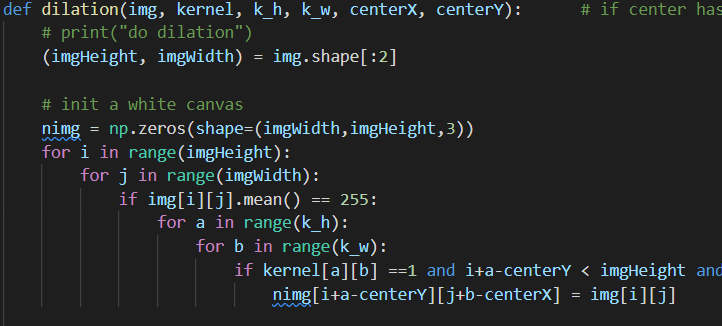 def dilation(img, kernel, k_h, k_w, centerX, centerY):      # if center has
    # print("do dilation")
    (imgHeight, imgWidth) = img.shape[:2]
    # init a white canvas
    nimg = np.zeros(shape=(imgWidth,imgHeight,3))
    for i in range(imgHeight):
        for j in range(imgWidth):
            if img[i][j].mean() == 255:
                for a in range(k_h):
                    for b in range(k_w):
                        if kernel[a][b] ==1 and i+a-centerY < imgHeight and
                            nimg[i+a-centerY][j+b-centerX] = img[i][j]